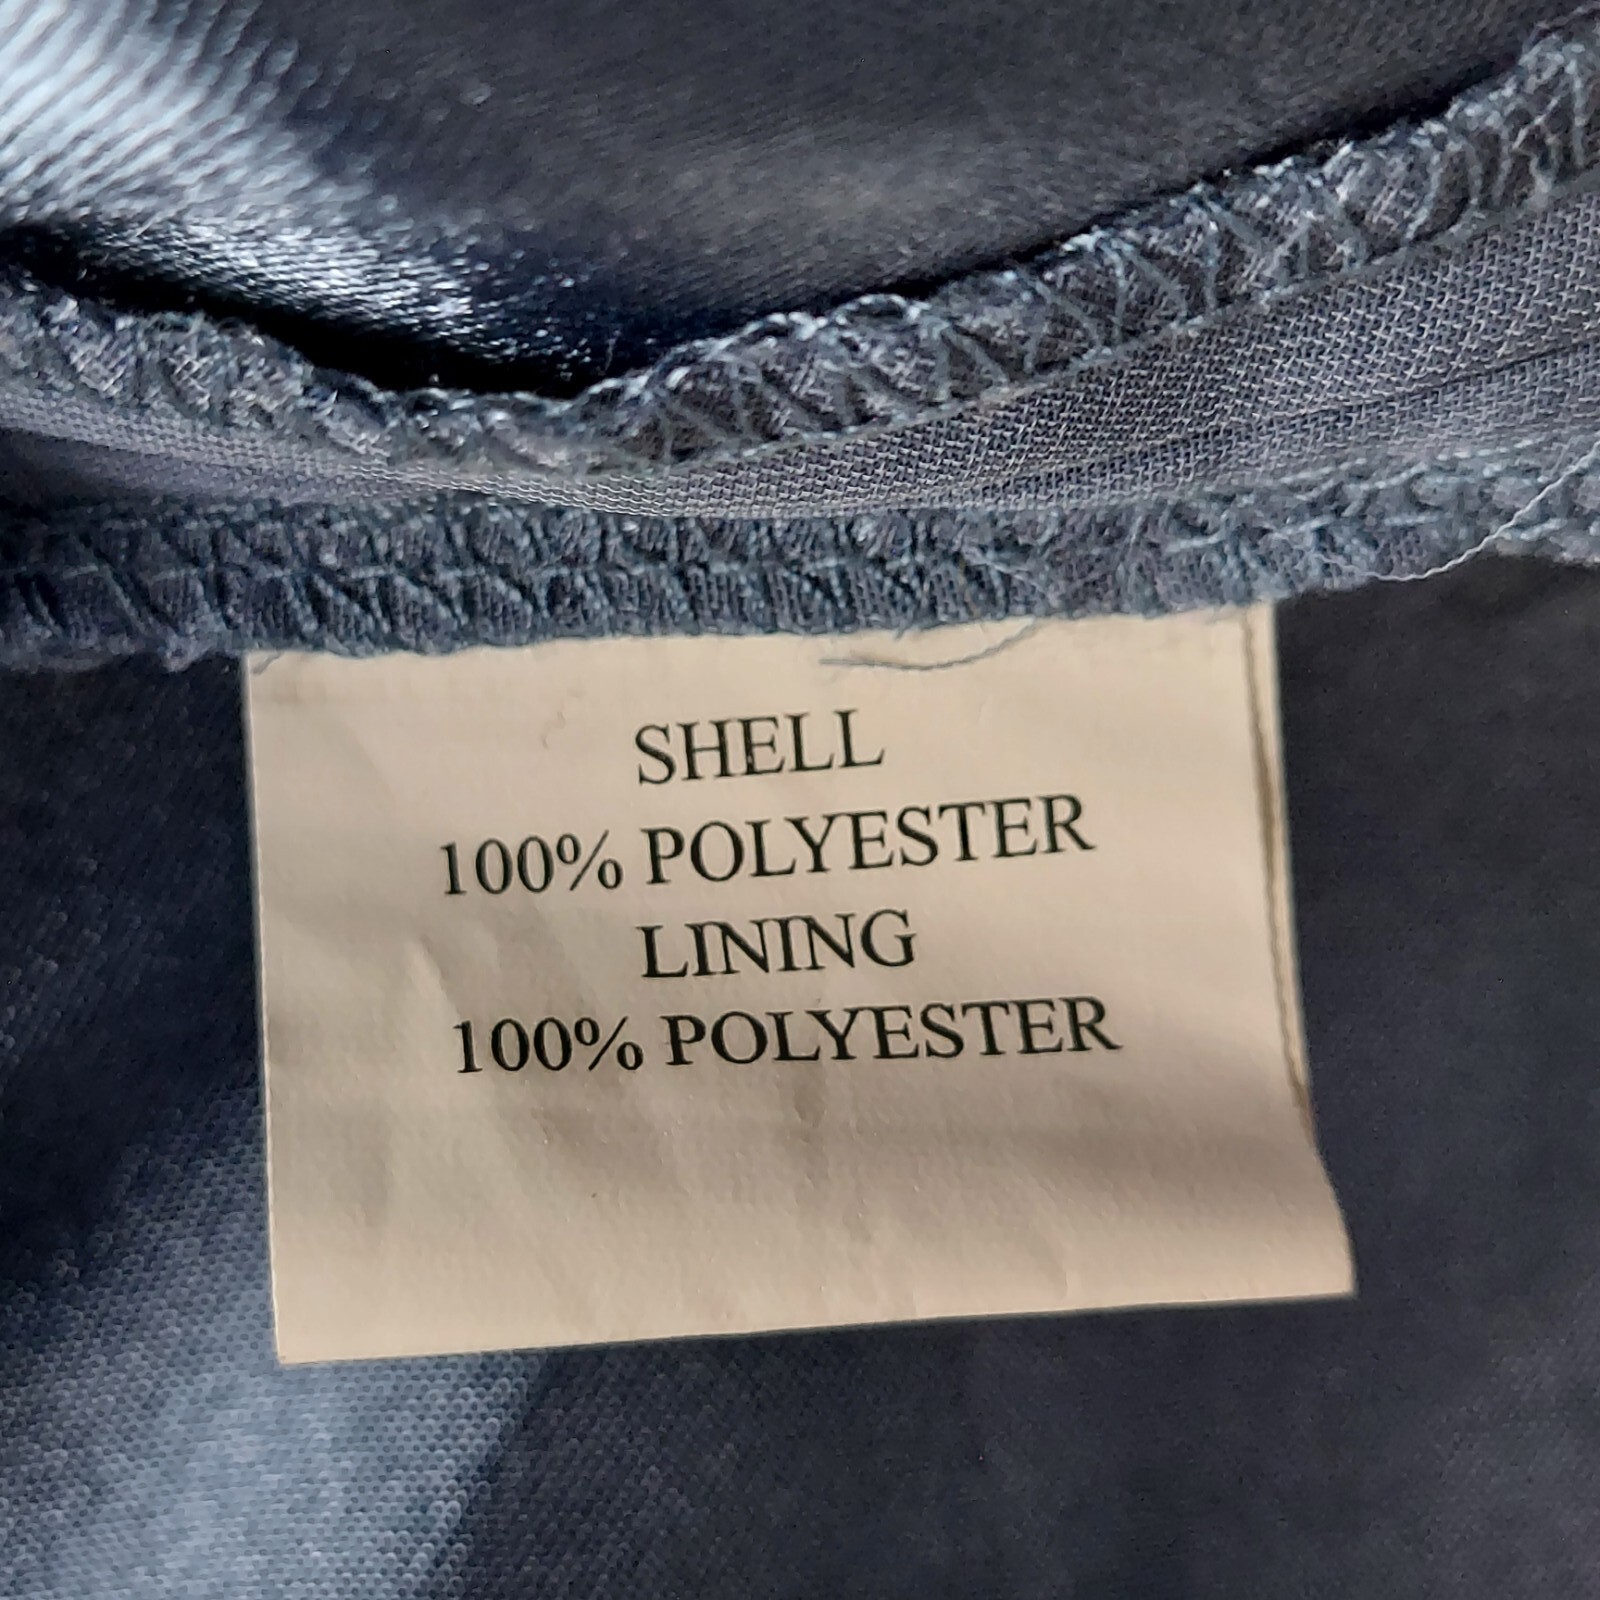 SHELL
100% POLYESTER
LINING
100% POLYESTER